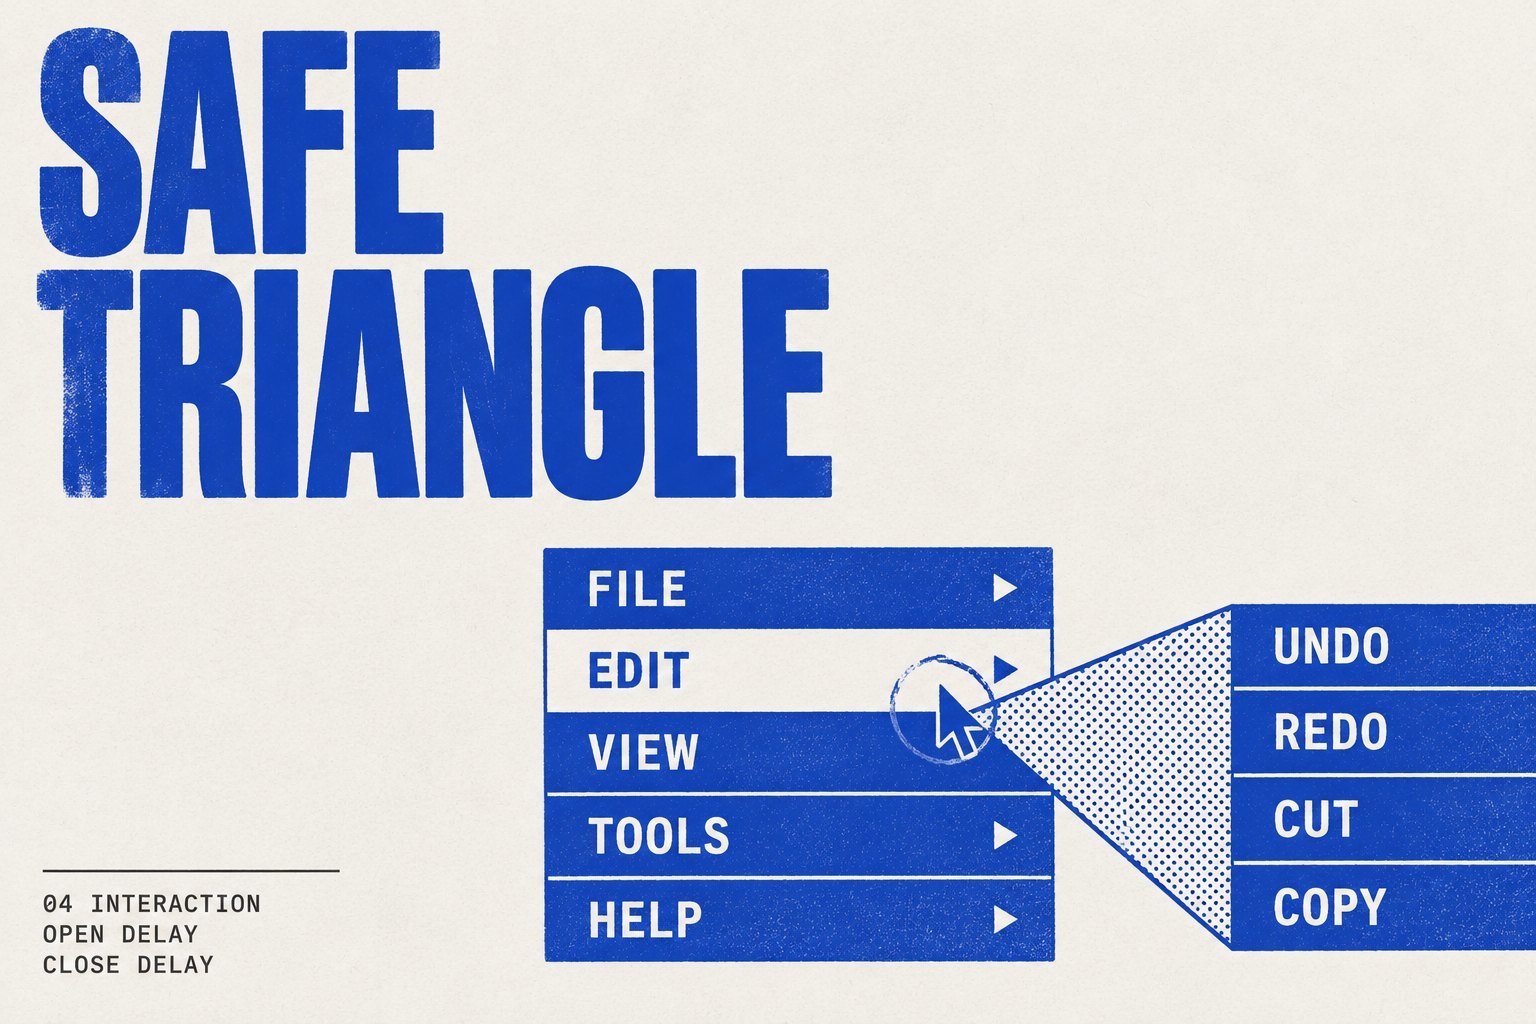 SAFE
TRIANGLE
FILE
EDIT
VIEW
TOOLS
HELP
UNDO
REDO
CUT
COPY
04 INTERACTION
OPEN DELAY
CLOSE DELAY